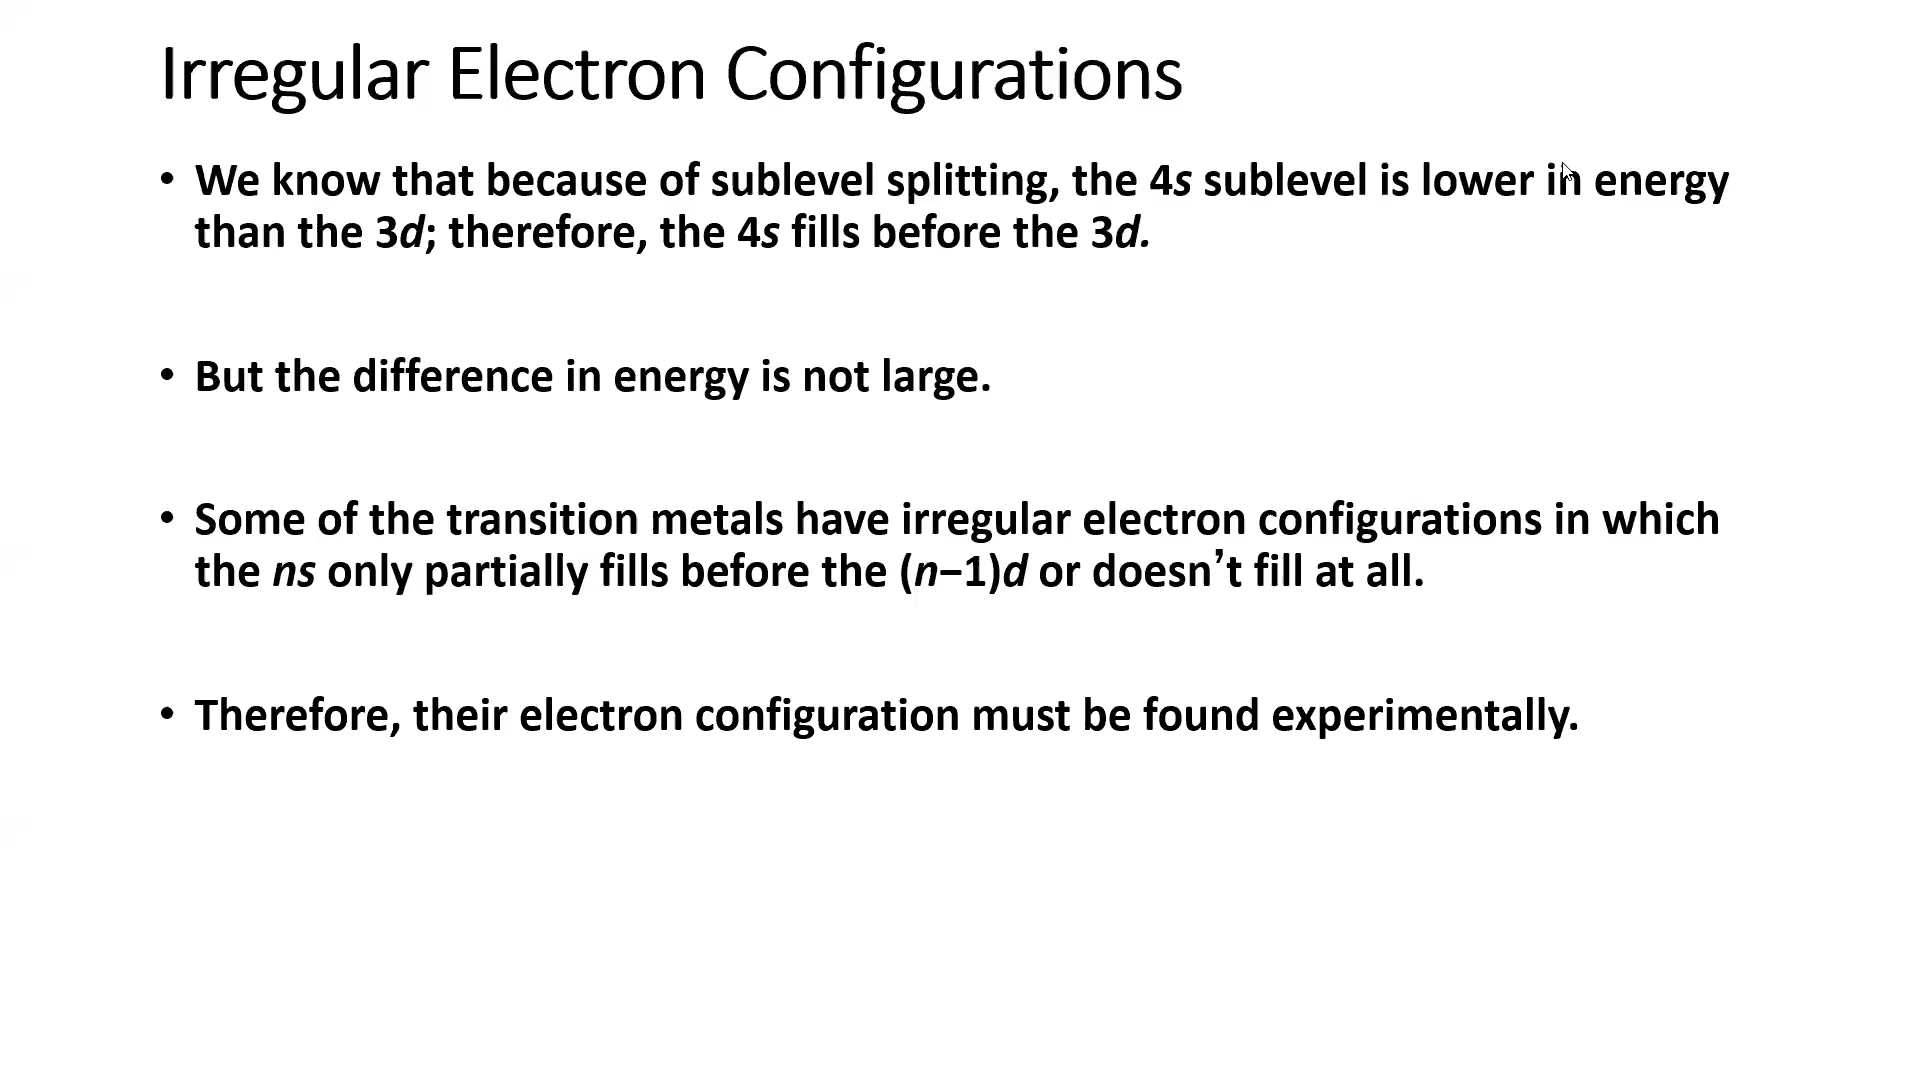 Irregular Electron Configurations
• We know that because of sublevel splitting, the 4s sublevel is lower in energy
than the 3d; therefore, the 4s fills before the 3d.
• But the difference in energy is not large.
• Some of the transition metals have irregular electron configurations in which
the ns only partially fills before the (n−1)d or doesn’t fill at all.
• Therefore, their electron configuration must be found experimentally.